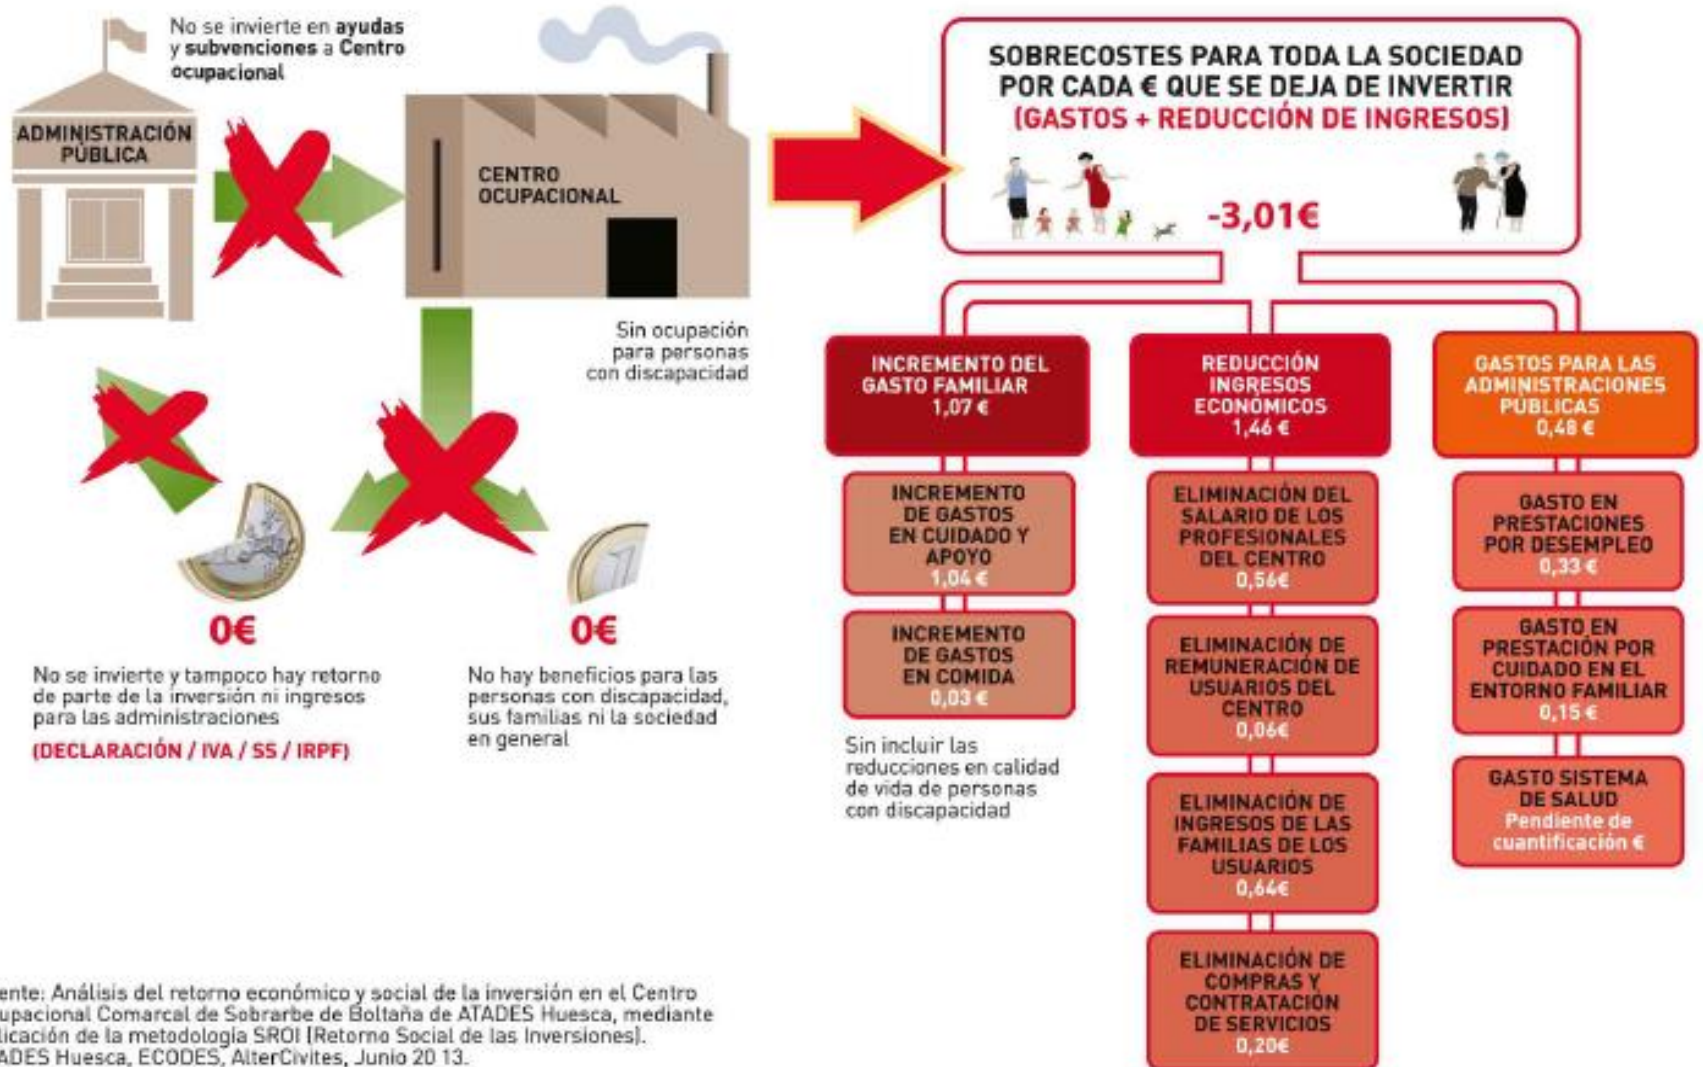 No se invierte en ayudas
y subvenciones a Centro
ocupacional
ADMINISTRACIÓN
PÚBLICA
CENTRO
OCUPACIONAL
Sin ocupación
para personas
con discapacidad
0€
No se invierte y tampoco hay retorno
de parte de la inversión ni ingresos
para las administraciones
(DECLARACIÓN / IVA / SS / IRPF)
0€
No hay beneficios para las
personas con discapacidad,
sus familias ni la sociedad
en general
SOBRECOSTES PARA TODA LA SOCIEDAD
POR CADA € QUE SE DEJA DE INVERTIR
(GASTOS + REDUCCIÓN DE INGRESOS)
-3,01€
INCREMENTO DEL
GASTO FAMILIAR
1,07 €
INCREMENTO
DE GASTOS
EN CUIDADO Y
APOYO
1,04 €
INCREMENTO
DE GASTOS
EN COMIDA
0,03 €
Sin incluir las
reducciones en calidad
de vida de personas
con discapacidad
REDUCCIÓN
INGRESOS
ECONÓMICOS
1,46 €
ELIMINACIÓN DEL
SALARIO DE LOS
PROFESIONALES
DEL CENTRO
0,56€
ELIMINACIÓN DE
REMUNERACIÓN DE
USUARIOS DEL
CENTRO
0,06€
ELIMINACIÓN DE
INGRESOS DE LAS
FAMILIAS DE LOS
USUARIOS
0,64€
ELIMINACIÓN DE
COMPRAS Y
CONTRATACIÓN
DE SERVICIOS
0,20€
GASTOS PARA LAS
ADMINISTRACIONES
PÚBLICAS
0,48 €
GASTO EN
PRESTACIONES
POR DESEMPLEO
0,33 €
GASTO EN
PRESTACIÓN POR
CUIDADO EN EL
ENTORNO FAMILIAR
0,15 €
GASTO SISTEMA
DE SALUD
Pendiente de
cuantificación €
ente: Análisis del retorno económico y social de la inversión en el Centro
upacional Comarcal de Sobrarbe de Boltaña de ATADES Huesca, mediante
licación de la metodología SROI (Retorno Social de las Inversiones).
ADES Huesca, ECODES, AlterCivites, Junio 20 13.